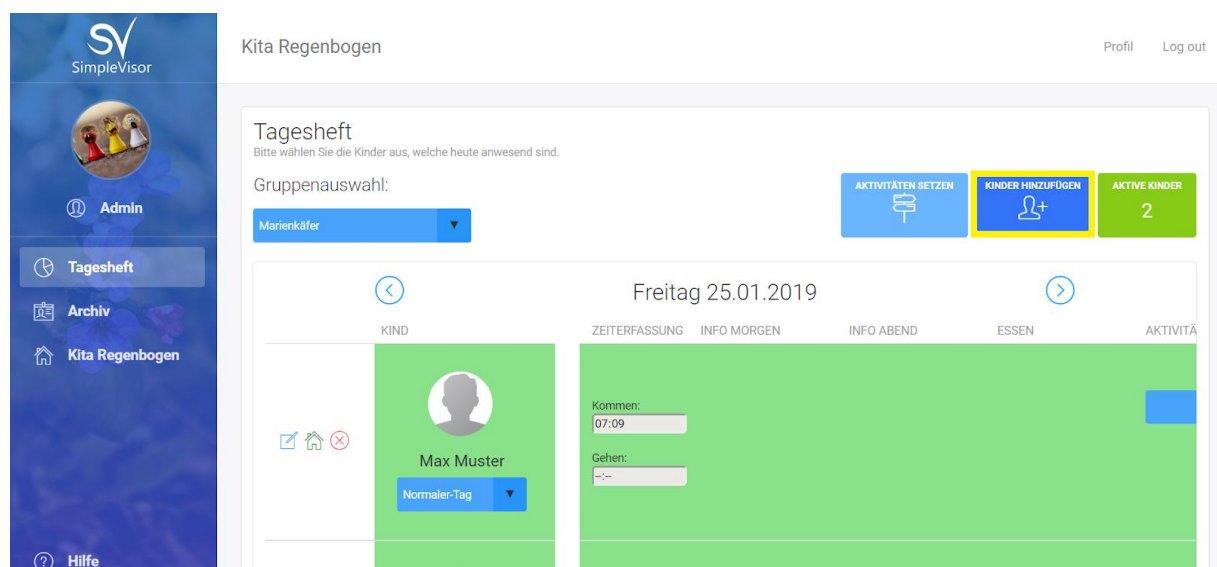 SV
SimpleVisor
Admin
Tagesheft
Archiv
Kita Regenbogen
Hilfe
Kita Regenbogen
Profil Log out
Tagesheft
Bitte wählen Sie die Kinder aus, welche heute anwesend sind.
Gruppenauswahl:
Marienkäfer
AKTIVITÄTEN SETZEN
KINDER HINZUFÜGEN
AKTIVE KINDER
2
Freitag 25.01.2019
KIND ZEITERFASSUNG INFO MORGEN INFO ABEND ESSEN AKTIVITÄ
Max Muster
Normaler-Tag
Kommen:
07:09
Gehen:
--:--